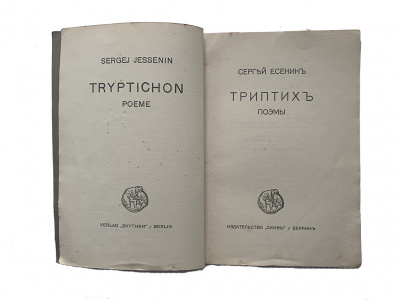 SERGEJ JESSENIN
TRYPTICHON
POEME
VERLAG „SKYTHEN" / BERLIN
СЕРГѢЙ ЕСЕНИНЪ
ТРИПТИХЪ
ПОЭМЫ
ИЗДАТЕЛЬСТВО „СКИѲЫ" / БЕРЛИНЪ